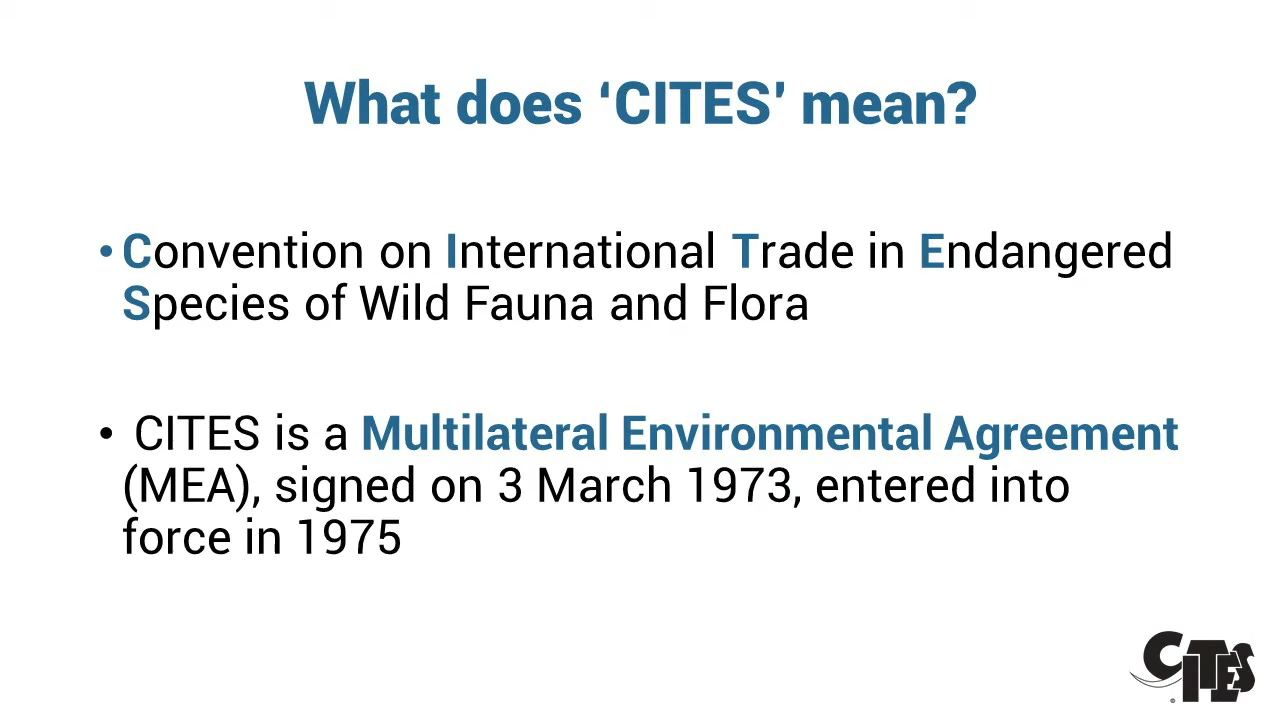 What does ‘CITES’ mean?
• Convention on International Trade in Endangered
Species of Wild Fauna and Flora
• CITES is a Multilateral Environmental Agreement
(MEA), signed on 3 March 1973, entered into
force in 1975
CITES
®